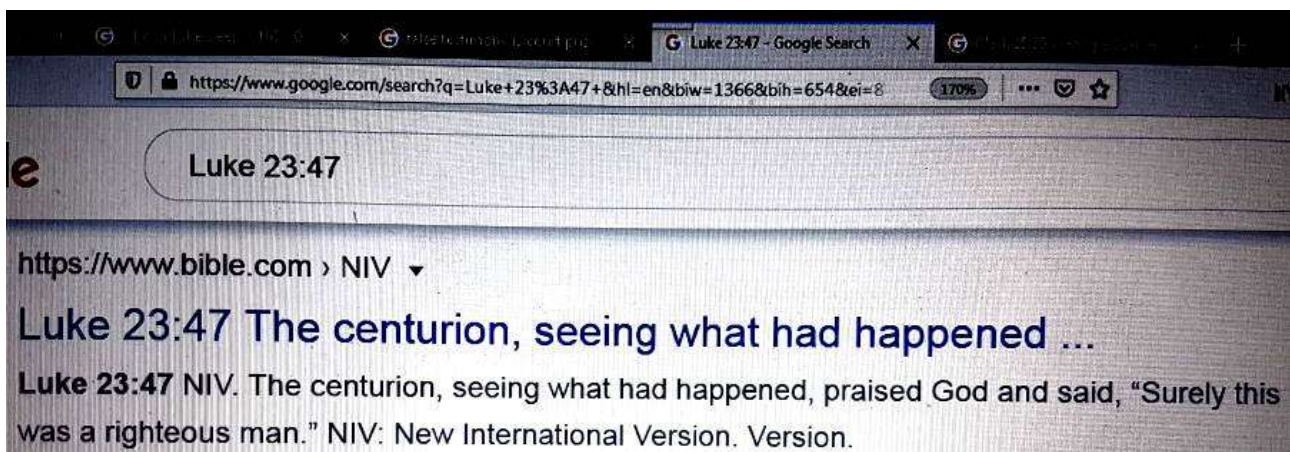 Luke 23:47 - Google Search
https://www.google.com/search?q=Luke+23%3A47+&hl=en&biw=1366&bih=654&ei=8
170%
le
Luke 23:47
https://www.bible.com › NIV
Luke 23:47 The centurion, seeing what had happened ...
Luke 23:47 NIV. The centurion, seeing what had happened, praised God and said, “Surely this
was a righteous man.” NIV: New International Version. Version.